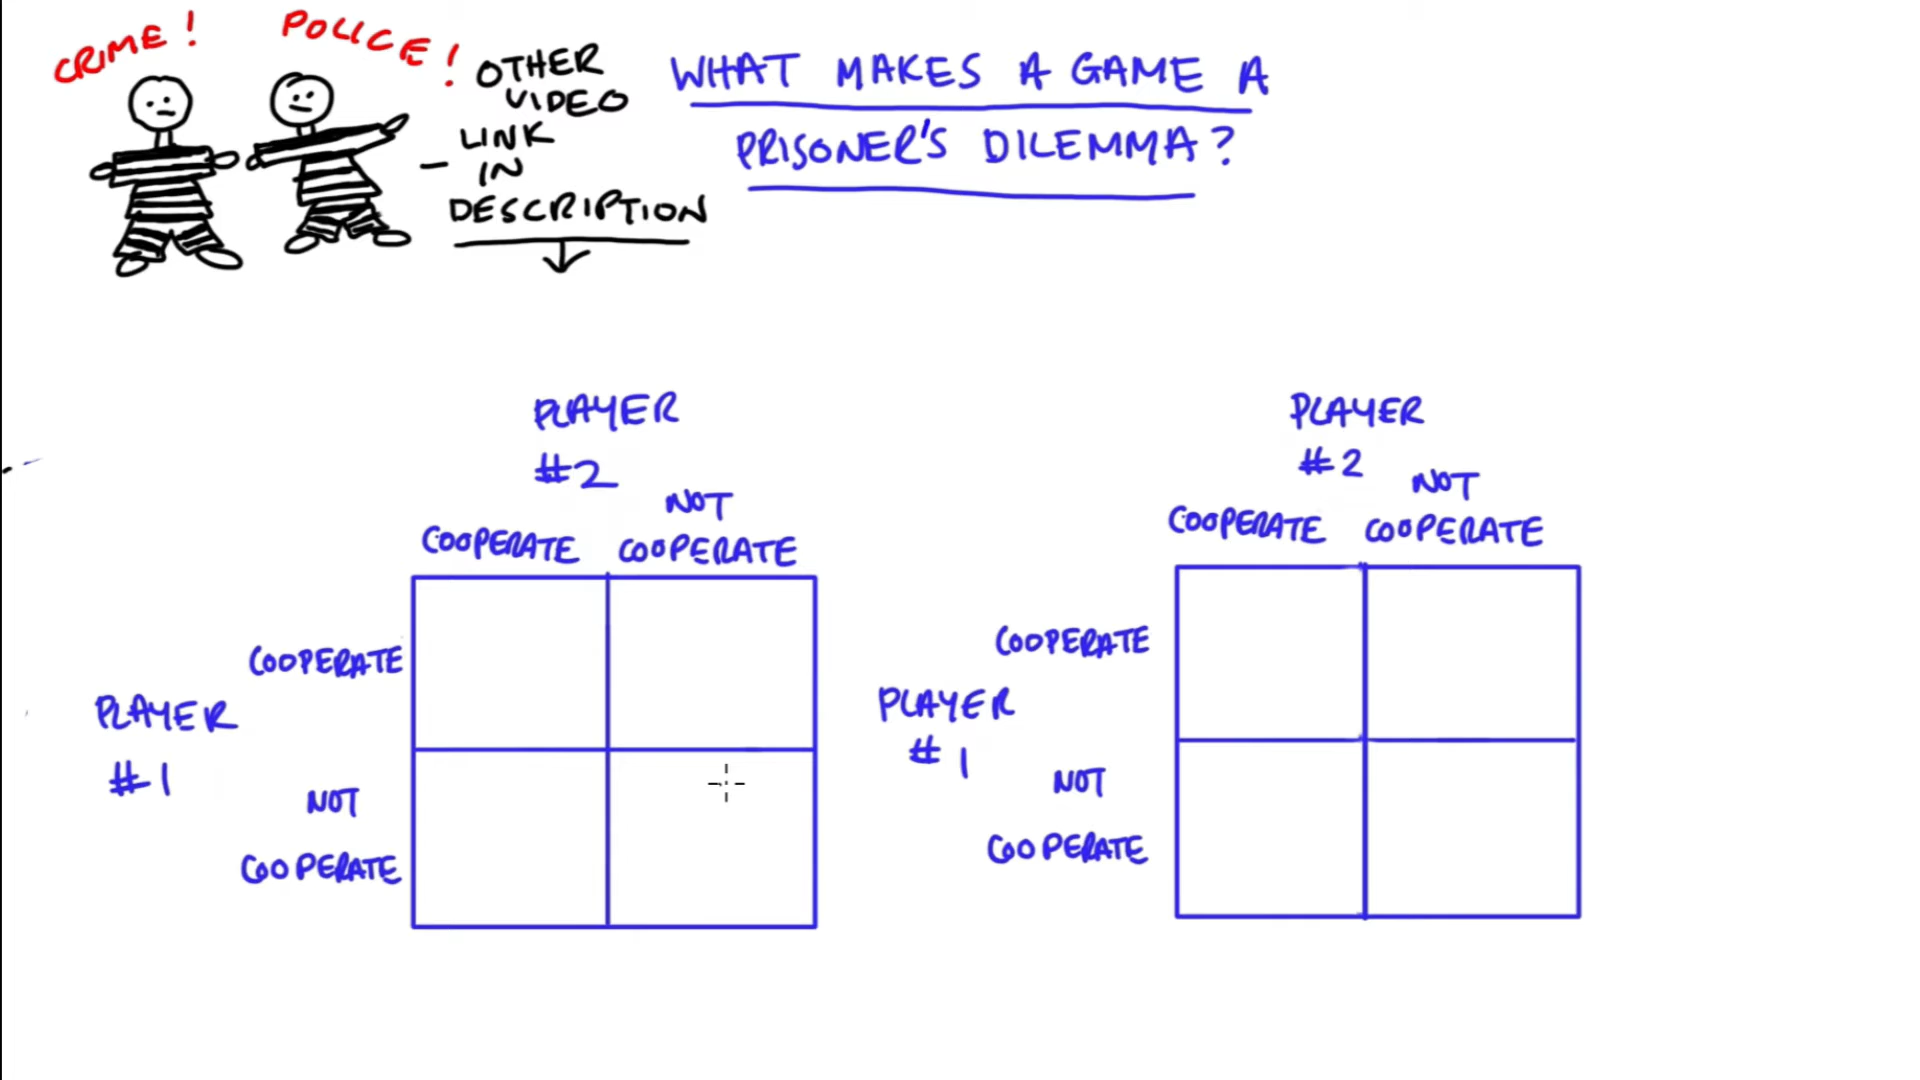 CRIME!
POLICE!
OTHER
VIDEO
LINK
IN
DESCRIPTION
WHAT MAKES A GAME A
PRISONER'S DILEMMA?
PLAYER
#2
NOT
COOPERATE COOPERATE
COOPERATE
PLAYER
#1
NOT
COOPERATE
PLAYER
#2
NOT
COOPERATE COOPERATE
COOPERATE
PLAYER
#1
NOT
COOPERATE